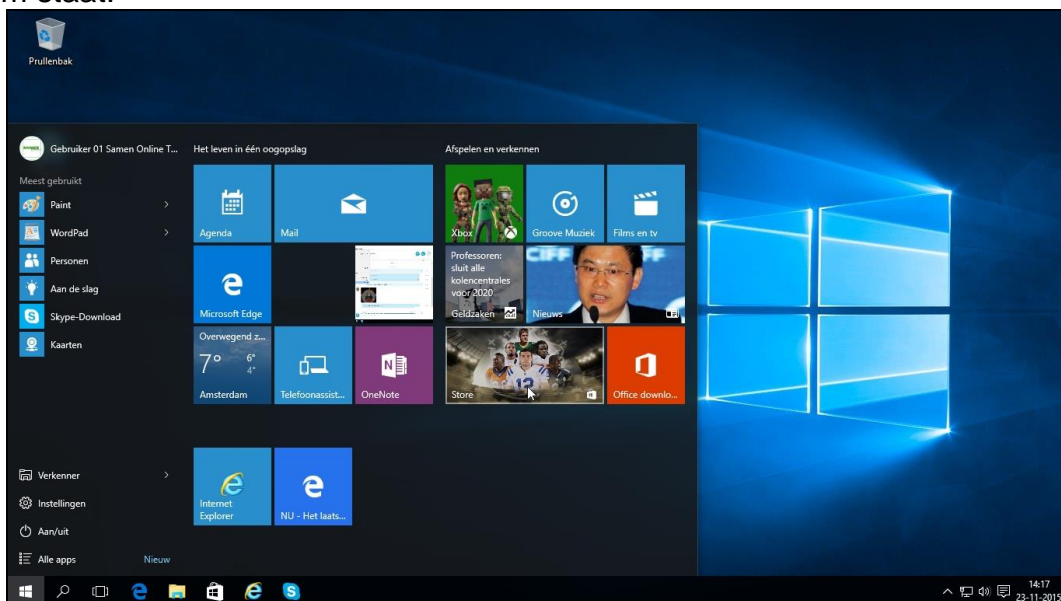 Prullenbak
Gebruiker 01 Samen Online T...
Meest gebruikt
Paint
WordPad
Personen
Aan de slag
Skype-Download
Kaarten
Verkenner
Instellingen
Aan/uit
Alle apps Nieuw
Het leven in één oogopslag
Agenda
Mail
Microsoft Edge
Overwegend z...
7° 6°
4°
Amsterdam
Telefoonassist...
OneNote
Internet
Explorer
NU - Het laats...
Afspelen en verkennen
Xbox
Groove Muziek
Films en tv
Professoren:
sluit alle
kolencentrales
voor 2020
Geldzaken
CIFF
Nieuws
12
Store
Office downlo...
14:17